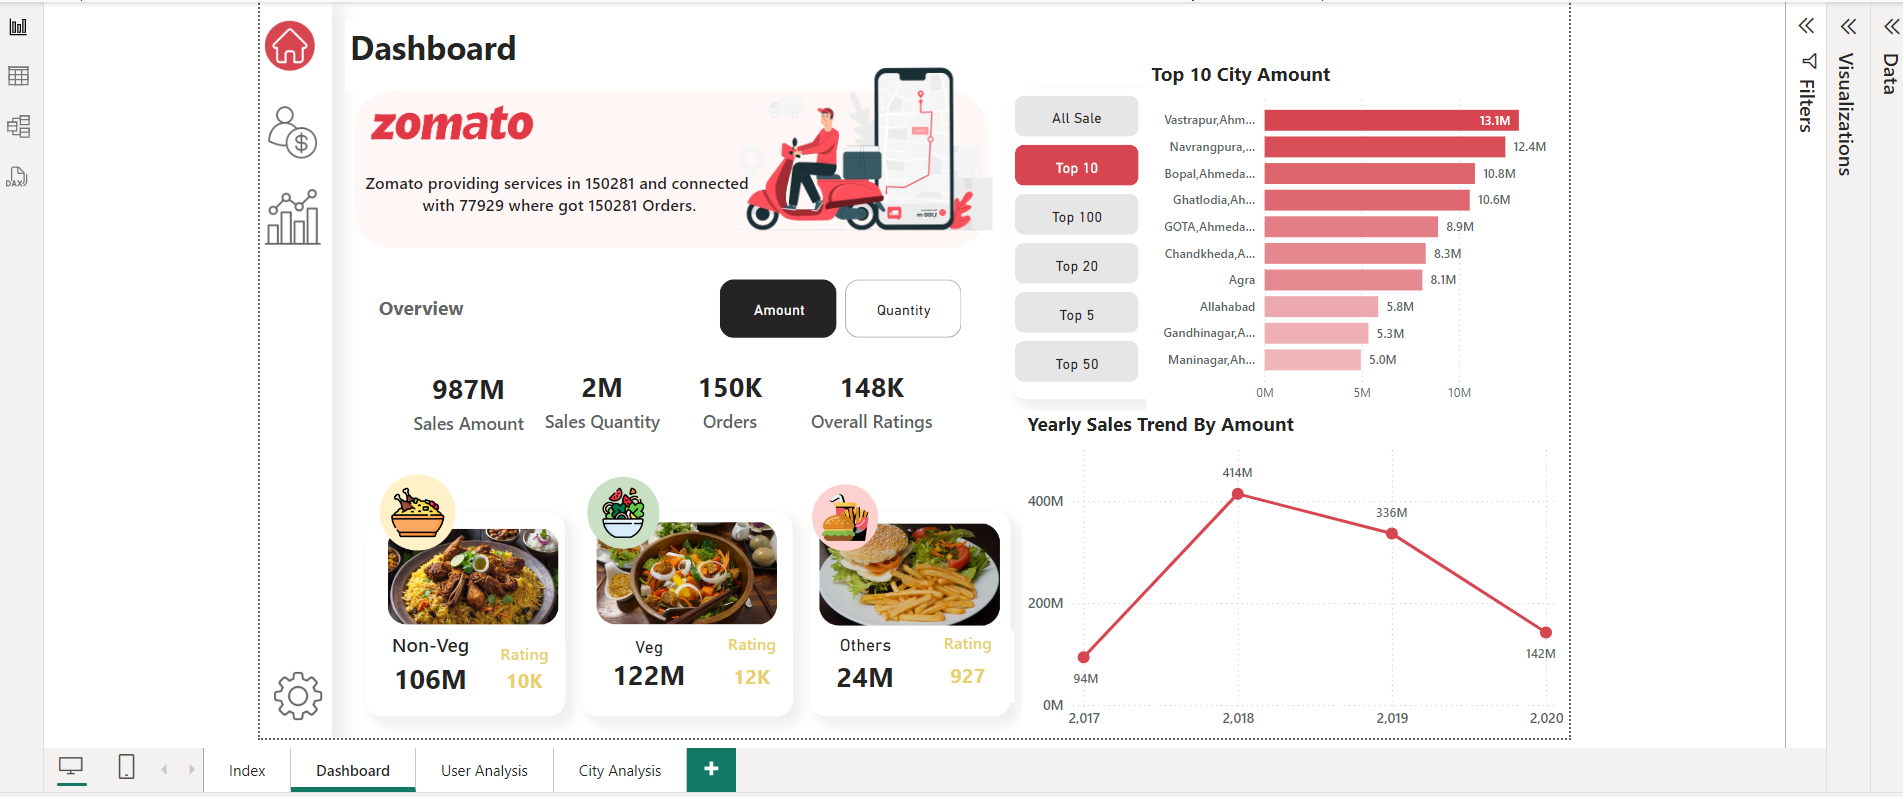 Dashboard
zomato
Zomato providing services in 150281 and connected
with 77929 where got 150281 Orders.
Overview
Amount
Quantity
987M
Sales Amount
2M
Sales Quantity
150K
Orders
148K
Overall Ratings
Non-Veg
106M
Rating
10K
Veg
122M
Rating
12K
Others
24M
Rating
927
All Sale
Top 10
Top 100
Top 20
Top 5
Top 50
Top 10 City Amount
Vastrapur,Ahm... 13.1M
Navrangpura,... 12.4M
Bopal,Ahmeda... 10.8M
Ghatlodia,Ah... 10.6M
GOTA,Ahmeda... 8.9M
Chandkheda,A... 8.3M
Agra 8.1M
Allahabad 5.8M
Gandhinagar,A... 5.3M
Maninagar,Ah... 5.0M
0M 5M 10M
Yearly Sales Trend By Amount
414M
400M
336M
200M
142M
94M
0M
2,017 2,018 2,019 2,020
Filters
Visualizations
Data
DAX
Index
Dashboard
User Analysis
City Analysis
+